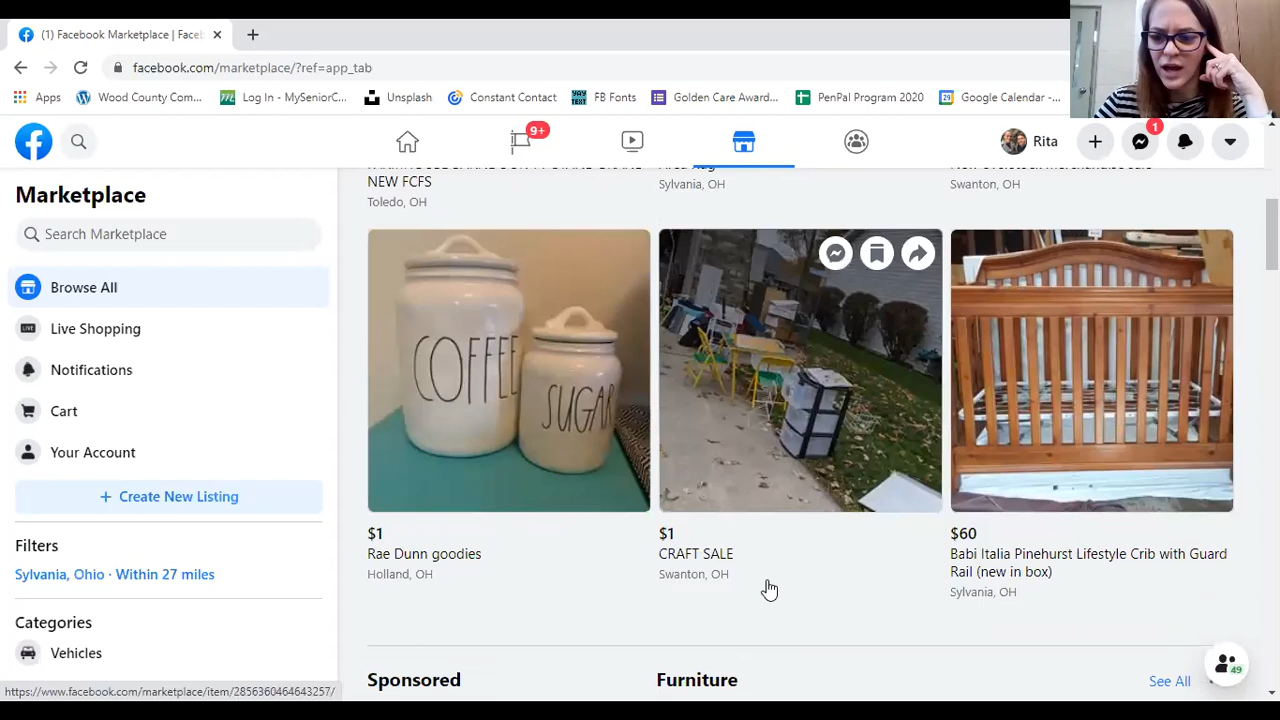 (1) Facebook Marketplace | Faceb
facebook.com/marketplace/?ref=app_tab
Apps
Wood County Com...
Log In - MySeniorC...
Unsplash
Constant Contact
YAY TEXT
FB Fonts
Golden Care Award...
PenPal Program 2020
Google Calendar -...
9+
Rita
1
Marketplace
Search Marketplace
Browse All
LIVE
Live Shopping
Notifications
Cart
Your Account
+ Create New Listing
Filters
Sylvania, Ohio · Within 27 miles
Categories
Vehicles
https://www.facebook.com/marketplace/item/2856360464643257/
NEW FCFS
Toledo, OH
Sylvania, OH
Swanton, OH
COFFEE
SUGAR
$1
Rae Dunn goodies
Holland, OH
$1
CRAFT SALE
Swanton, OH
$60
Babi Italia Pinehurst Lifestyle Crib with Guard
Rail (new in box)
Sylvania, OH
49
Sponsored
Furniture
See All